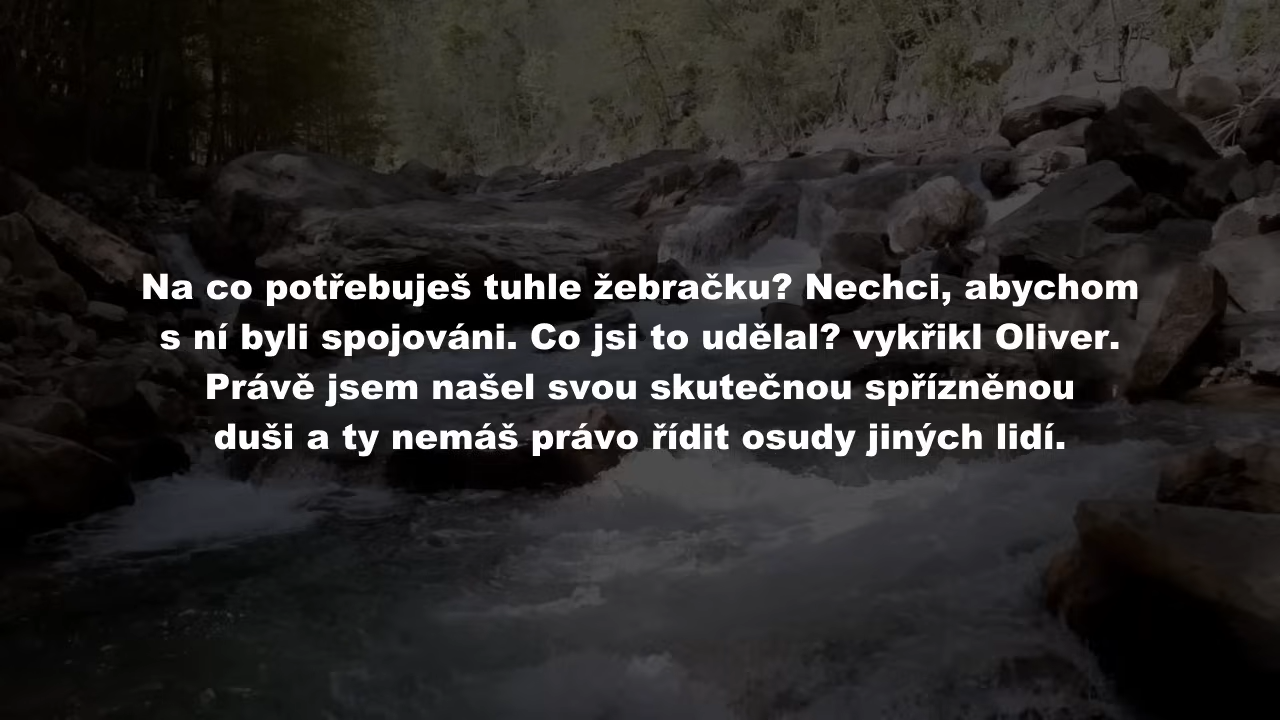 Na co potřebuješ tuhle žebračku? Nechci, abychom
s ní byli spojováni. Co jsi to udělal? vykřikl Oliver.
Právě jsem našel svou skutečnou spřízněnou
duši a ty nemáš právo řídit osudy jiných lidí.